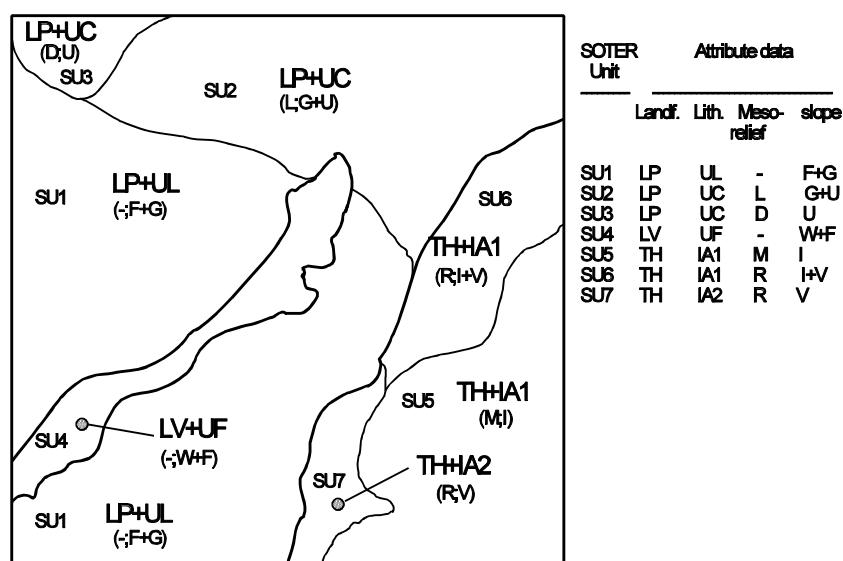 LP+UC
(D;U)
SU3
SU2
LP+UC
(L;G+U)
SU1
LP+UL
(-;F+G)
SU6
TH+IA1
(R;I+V)
SU5
TH+IA1
(M;I)
SU4
LV+UF
(-;W+F)
SU7
TH+IA2
(R;V)
SU1
LP+UL
(-;F+G)
SOTER Attribute data
Unit
Landf. Lith. Meso- slope
relief
SU1 LP UL - F+G
SU2 LP UC L G+U
SU3 LP UC D U
SU4 LV UF - W+F
SU5 TH IA1 M I
SU6 TH IA1 R I+V
SU7 TH IA2 R V